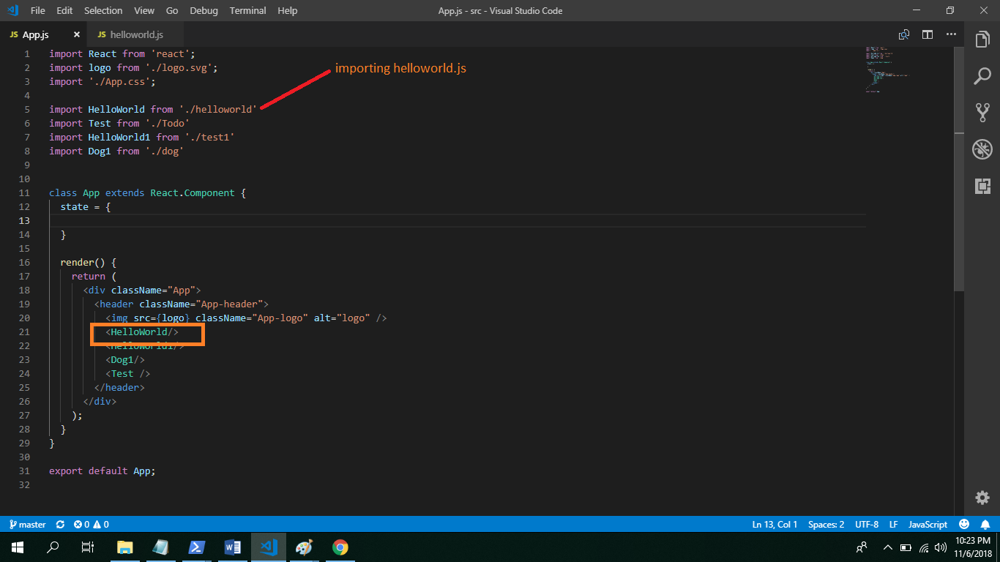 File Edit Selection View Go Debug Terminal Help
App.js - src - Visual Studio Code
JS App.js × JS helloworld.js
1 import React from 'react';
2 import logo from './logo.svg';
importing helloworld.js
3 import './App.css';
4
5 import HelloWorld from './helloworld'
6 import Test from './Todo'
7 import HelloWorld1 from './test1'
8 import Dog1 from './dog'
9
10
11 class App extends React.Component {
12 state = {
13
14 }
15
16 render() {
17 return (
18 <div className="App">
19 <header className="App-header">
20 <img src={logo} className="App-logo" alt="logo" />
21 <HelloWorld/>
22 <HelloWorld1/>
23 <Dog1/>
24 <Test />
25 </header>
26 </div>
27 );
28 }
29 }
30
31 export default App;
32
master 0 0 Ln 13, Col 1 Spaces: 2 UTF-8 LF JavaScript
10:23 PM
11/6/2018